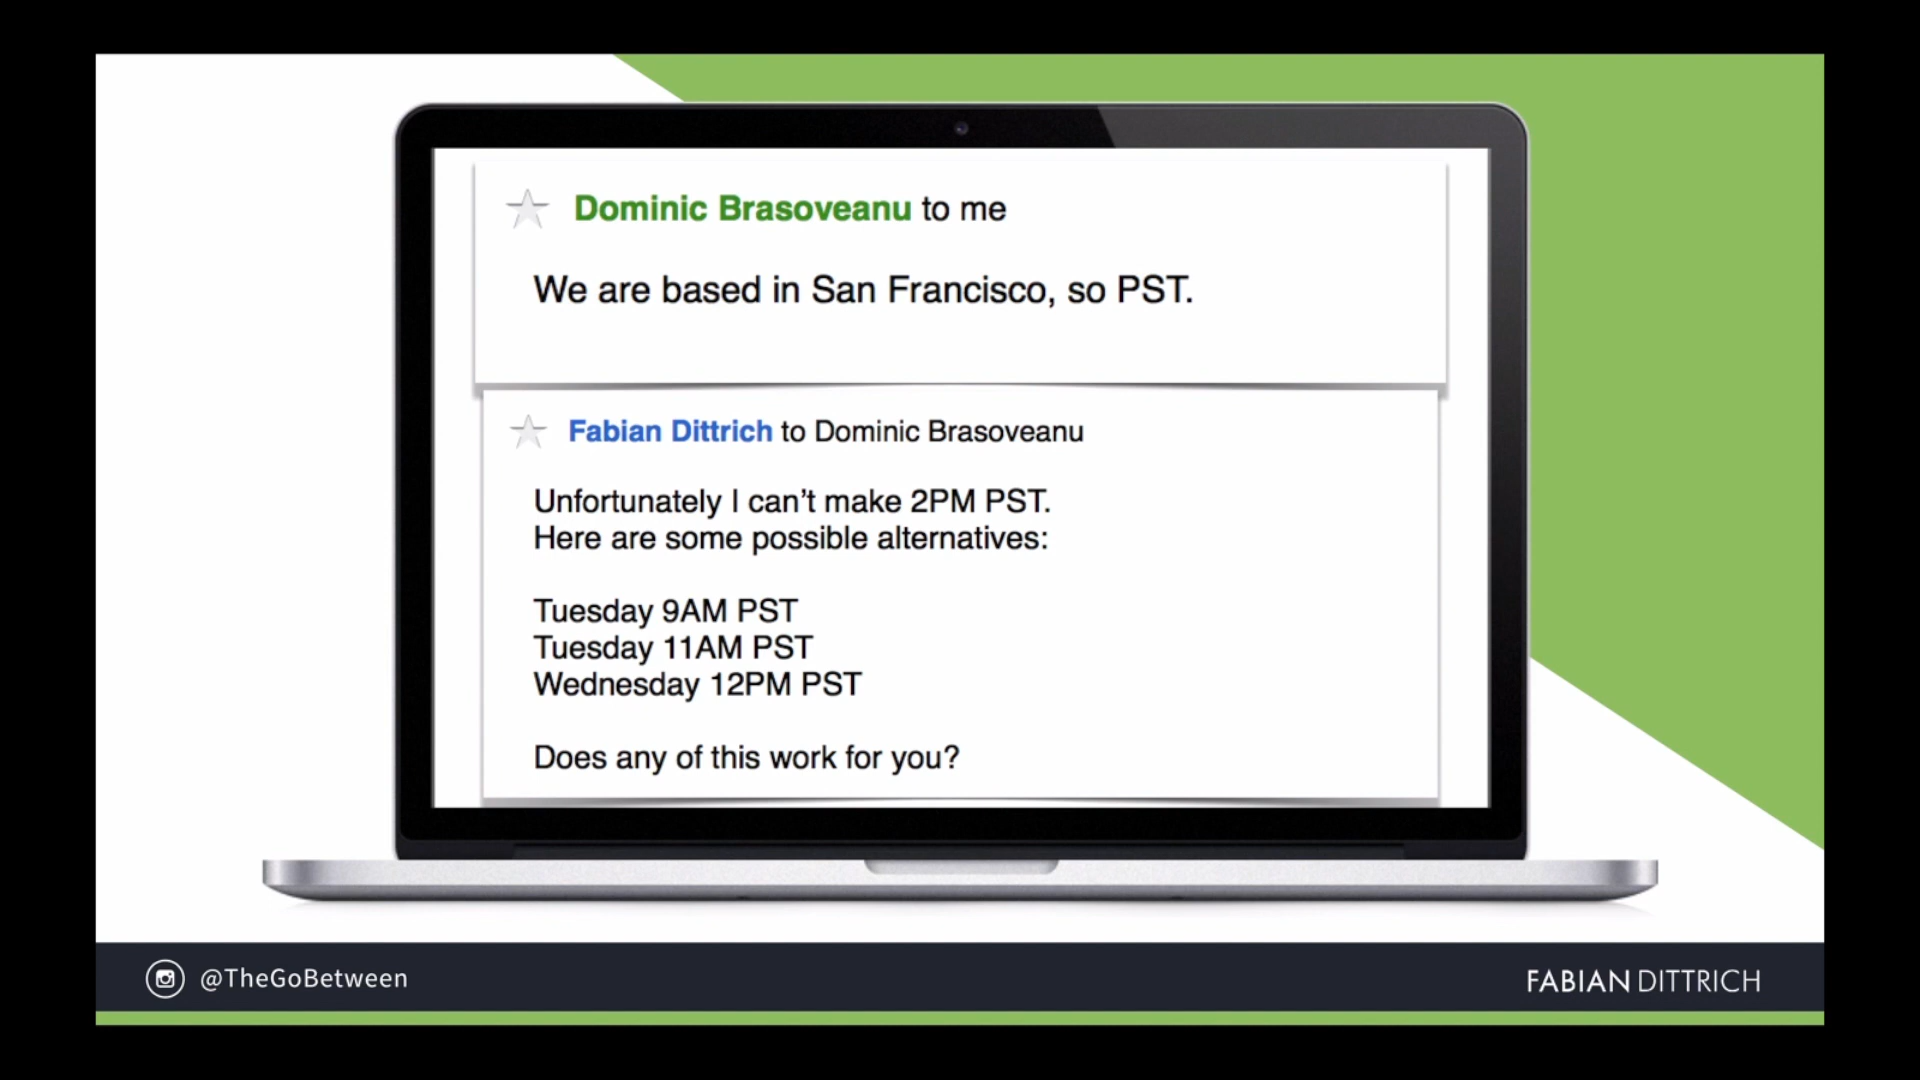 Dominic Brasoveanu to me
We are based in San Francisco, so PST.
Fabian Dittrich to Dominic Brasoveanu
Unfortunately I can’t make 2PM PST.
Here are some possible alternatives:
Tuesday 9AM PST
Tuesday 11AM PST
Wednesday 12PM PST
Does any of this work for you?
@TheGoBetween
FABIAN DITTRICH